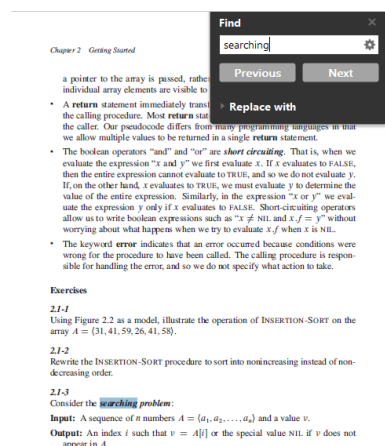 Find
searching
Previous Next
Replace with
Chapter 2 Getting Started
a pointer to the array is passed, rather
individual array elements are visible to
• A return statement immediately transf
the calling procedure. Most return stat
the caller. Our pseudocode differs from many programming languages in that
we allow multiple values to be returned in a single return statement.
• The boolean operators “and” and “or” are short circuiting. That is, when we
evaluate the expression “x and y” we first evaluate x. If x evaluates to FALSE,
then the entire expression cannot evaluate to TRUE, and so we do not evaluate y.
If, on the other hand, x evaluates to TRUE, we must evaluate y to determine the
value of the entire expression. Similarly, in the expression “x or y” we eval-
uate the expression y only if x evaluates to FALSE. Short-circuiting operators
allow us to write boolean expressions such as “x ≠ NIL and x.f = y” without
worrying about what happens when we try to evaluate x.f when x is NIL.
• The keyword error indicates that an error occurred because conditions were
wrong for the procedure to have been called. The calling procedure is respon-
sible for handling the error, and so we do not specify what action to take.
Exercises
2.1-1
Using Figure 2.2 as a model, illustrate the operation of INSERTION-SORT on the
array A = ⟨31, 41, 59, 26, 41, 58⟩.
2.1-2
Rewrite the INSERTION-SORT procedure to sort into nonincreasing instead of non-
decreasing order.
2.1-3
Consider the searching problem:
Input: A sequence of n numbers A = ⟨a₁, a₂, . . . , aₙ⟩ and a value v.
Output: An index i such that v = A[i] or the special value NIL if v does not
appear in A.